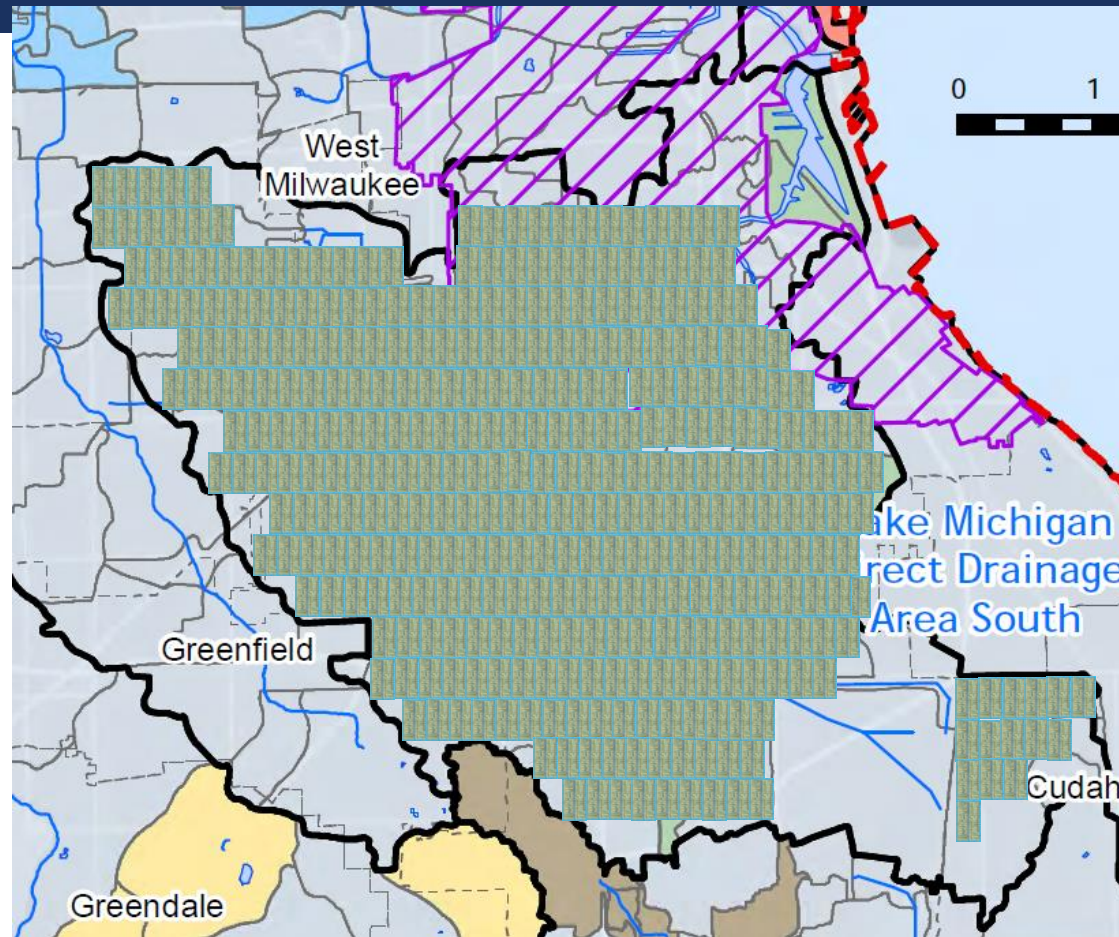 0 1
West
Milwaukee
ake Michigan
rect Drainage
Area South
Greenfield
Cudah
Greendale